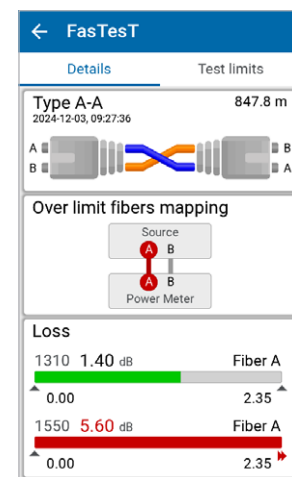 FasTesT
Details Test limits
Type A-A 847.8 m
2024-12-03, 09:27:36
A B
B A
Over limit fibers mapping
Source
A B
A B
Power Meter
Loss
1310 1.40 dB Fiber A
0.00 2.35
1550 5.60 dB Fiber A
0.00 2.35